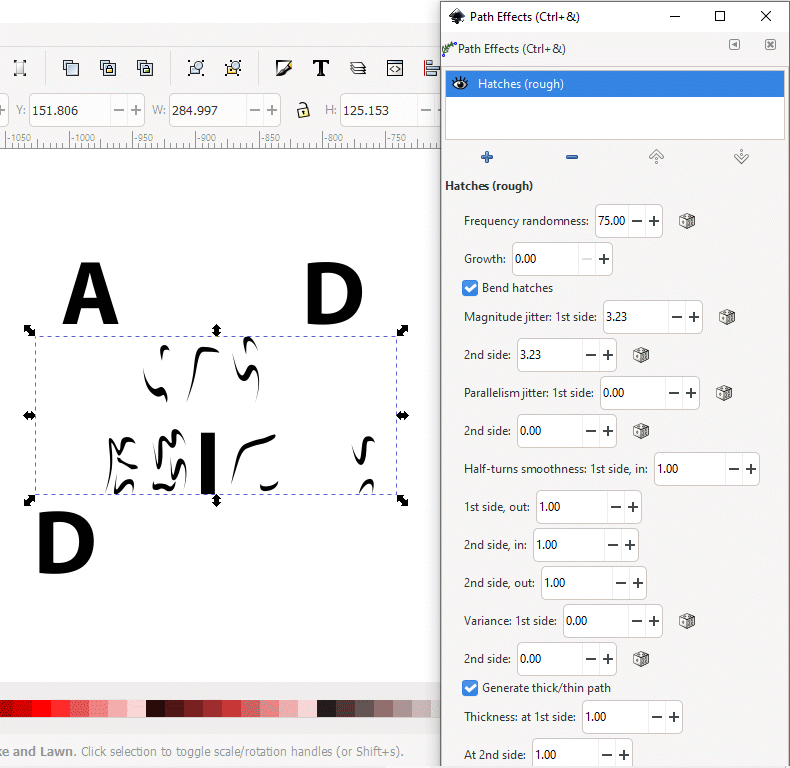 Path Effects (Ctrl+&)
Path Effects (Ctrl+&)
Hatches (rough)
Y: 151.806 W: 284.997 H: 125.153
-1050 -1000 -950 -900 -850 -800 -750
Hatches (rough)
Frequency randomness: 75.00
Growth: 0.00
Bend hatches
Magnitude jitter: 1st side: 3.23
2nd side: 3.23
Parallelism jitter: 1st side: 0.00
2nd side: 0.00
Half-turns smoothness: 1st side, in: 1.00
1st side, out: 1.00
2nd side, in: 1.00
2nd side, out: 1.00
Variance: 1st side: 0.00
2nd side: 0.00
Generate thick/thin path
Thickness: at 1st side: 1.00
At 2nd side: 1.00
A D
I
D
ke and Lawn. Click selection to toggle scale/rotation handles (or Shift+s).